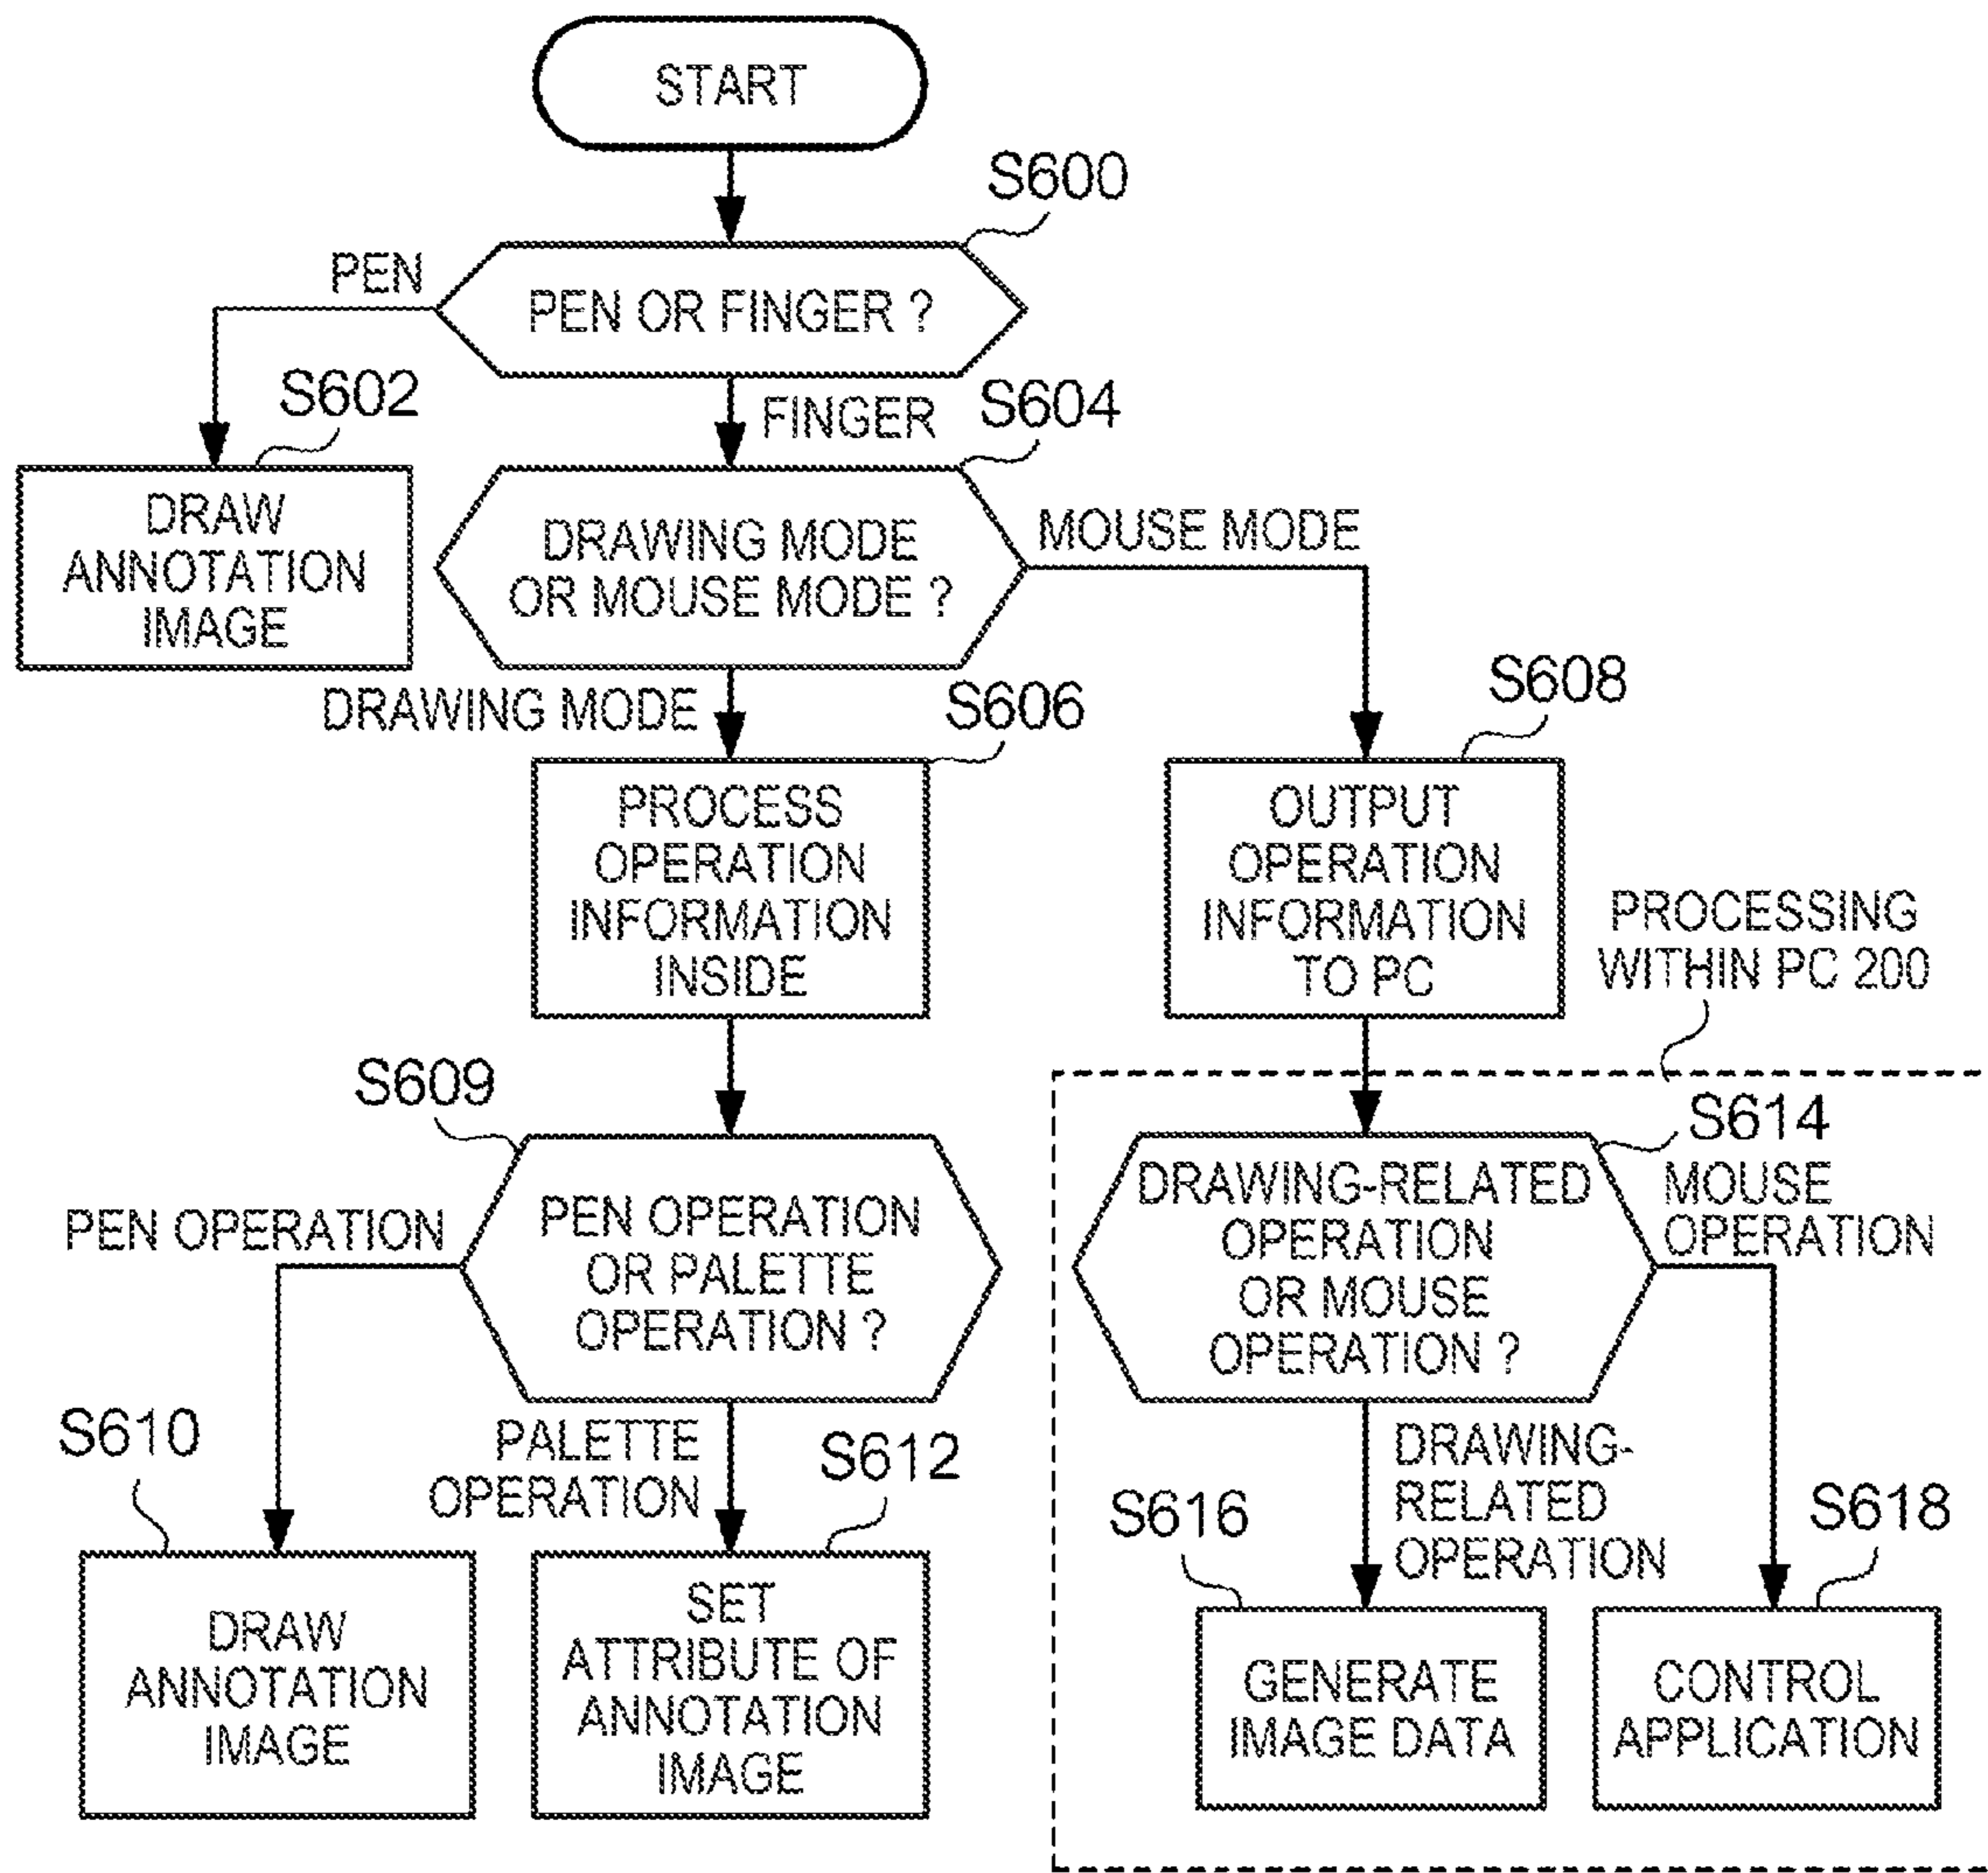 START
S600
PEN
PEN OR FINGER ?
S602
FINGER
S604
DRAW
ANNOTATION
IMAGE
DRAWING MODE
OR MOUSE MODE ?
MOUSE MODE
DRAWING MODE
S606
S608
PROCESS
OPERATION
INFORMATION
INSIDE
OUTPUT
OPERATION
INFORMATION
TO PC
PROCESSING
WITHIN PC 200
S609
S614
PEN OPERATION
PEN OPERATION
OR PALETTE
OPERATION ?
DRAWING-RELATED
OPERATION
OR MOUSE
OPERATION ?
MOUSE
OPERATION
S610
PALETTE
OPERATION
S612
DRAWING-
RELATED
OPERATION
S616
S618
DRAW
ANNOTATION
IMAGE
SET
ATTRIBUTE OF
ANNOTATION
IMAGE
GENERATE
IMAGE DATA
CONTROL
APPLICATION